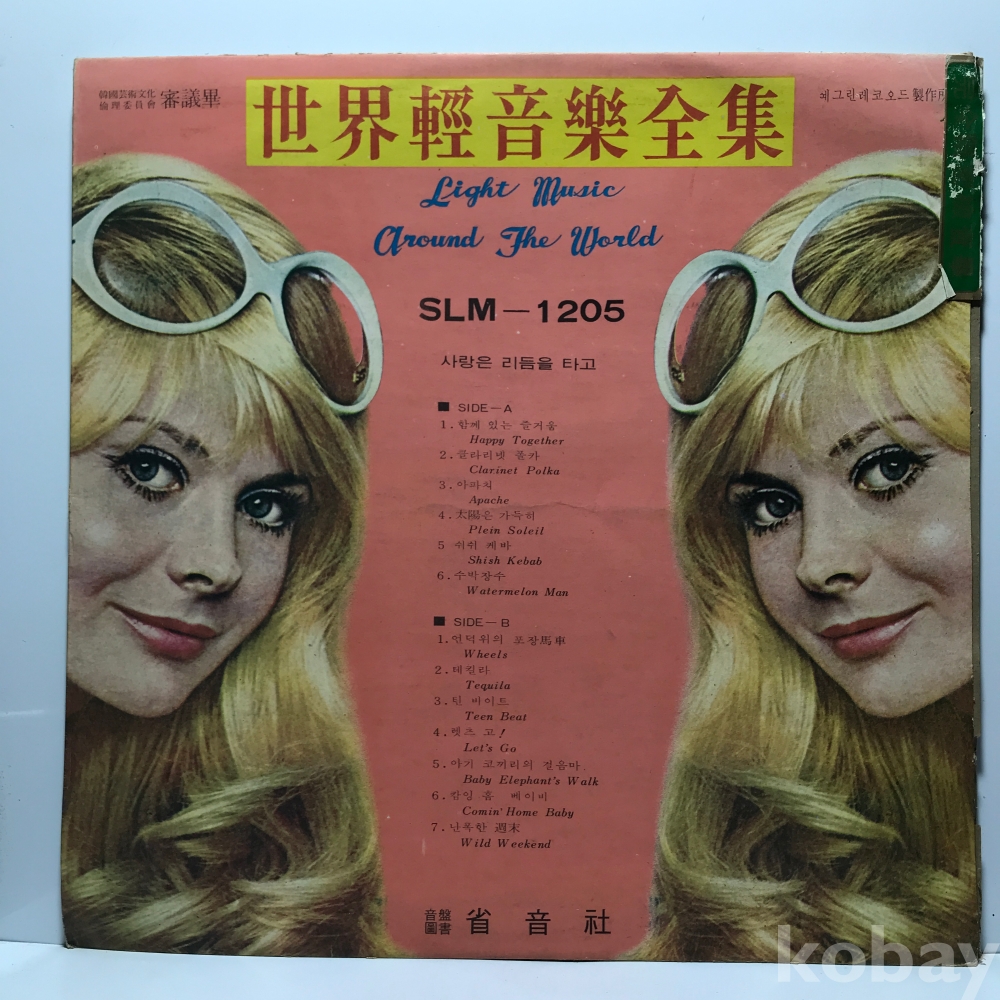 韓國芸術文化
倫理委員會 審議畢
世界輕音樂全集
예그린레코오드製作所
Light Music
Around The World
SLM—1205
사랑은 리듬을 타고
■ SIDE—A
1.함께 있는 즐거움
Happy Together
2.클라리넷 폴카
Clarinet Polka
3.아파치
Apache
4.太陽은 가득히
Plein Soleil
5 쉬쉬 케바
Shish Kebab
6.수박장수
Watermelon Man
■ SIDE—B
1.언덕위의 포장馬車
Wheels
2.테킬라
Tequila
3.틴 바이트
Teen Beat
4.렛츠 고!
Let's Go
5.아기 코끼리의 걸음마.
Baby Elephant's Walk
6.캄잉 홈 베이비
Comin' Home Baby
7.난폭한 週末
Wild Weekend
音盤
圖書 省音社
kobay